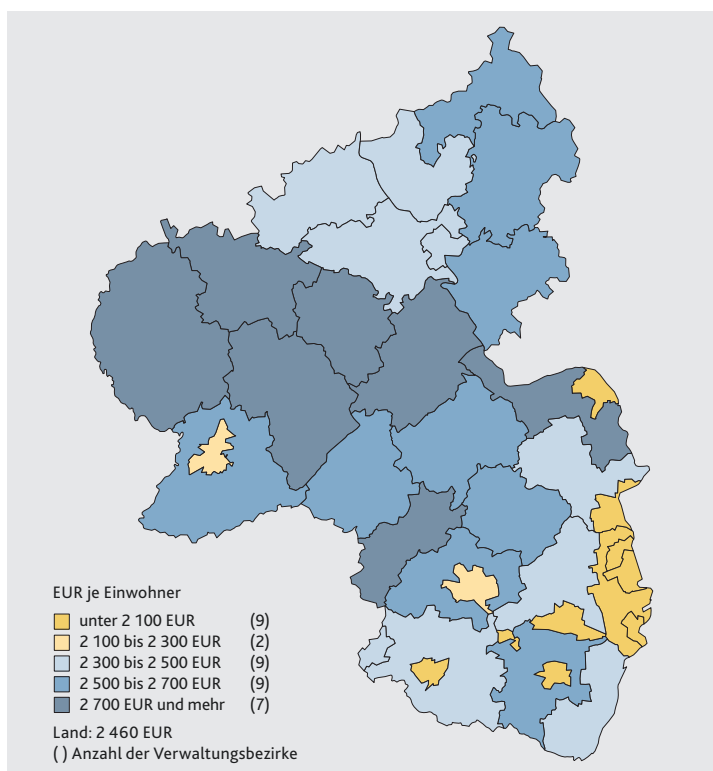 EUR je Einwohner
unter 2 100 EUR (9)
2 100 bis 2 300 EUR (2)
2 300 bis 2 500 EUR (9)
2 500 bis 2 700 EUR (9)
2 700 EUR und mehr (7)
Land: 2 460 EUR
( ) Anzahl der Verwaltungsbezirke